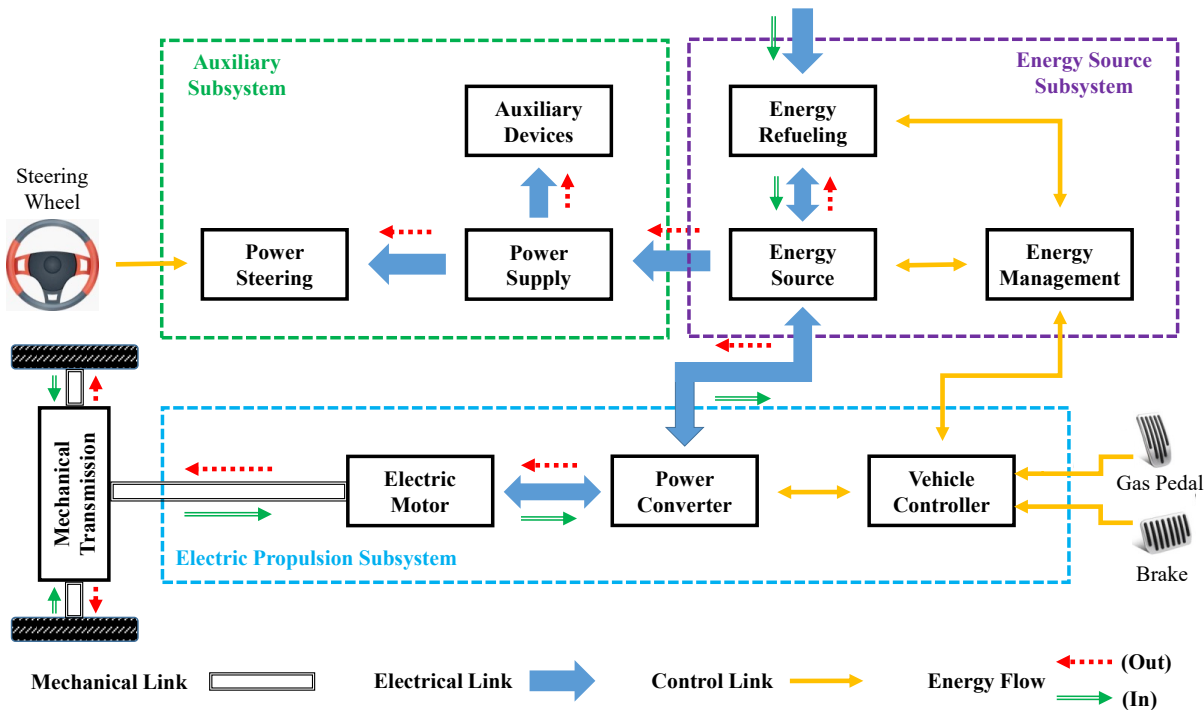 Auxiliary
Subsystem
Energy Source
Subsystem
Auxiliary
Devices
Energy
Refueling
Steering
Wheel
Power
Steering
Power
Supply
Energy
Source
Energy
Management
Mechanical
Transmission
Electric
Motor
Power
Converter
Vehicle
Controller
Gas Pedal
Brake
Electric Propulsion Subsystem
Mechanical Link
Electrical Link
Control Link
Energy Flow
(Out)
(In)